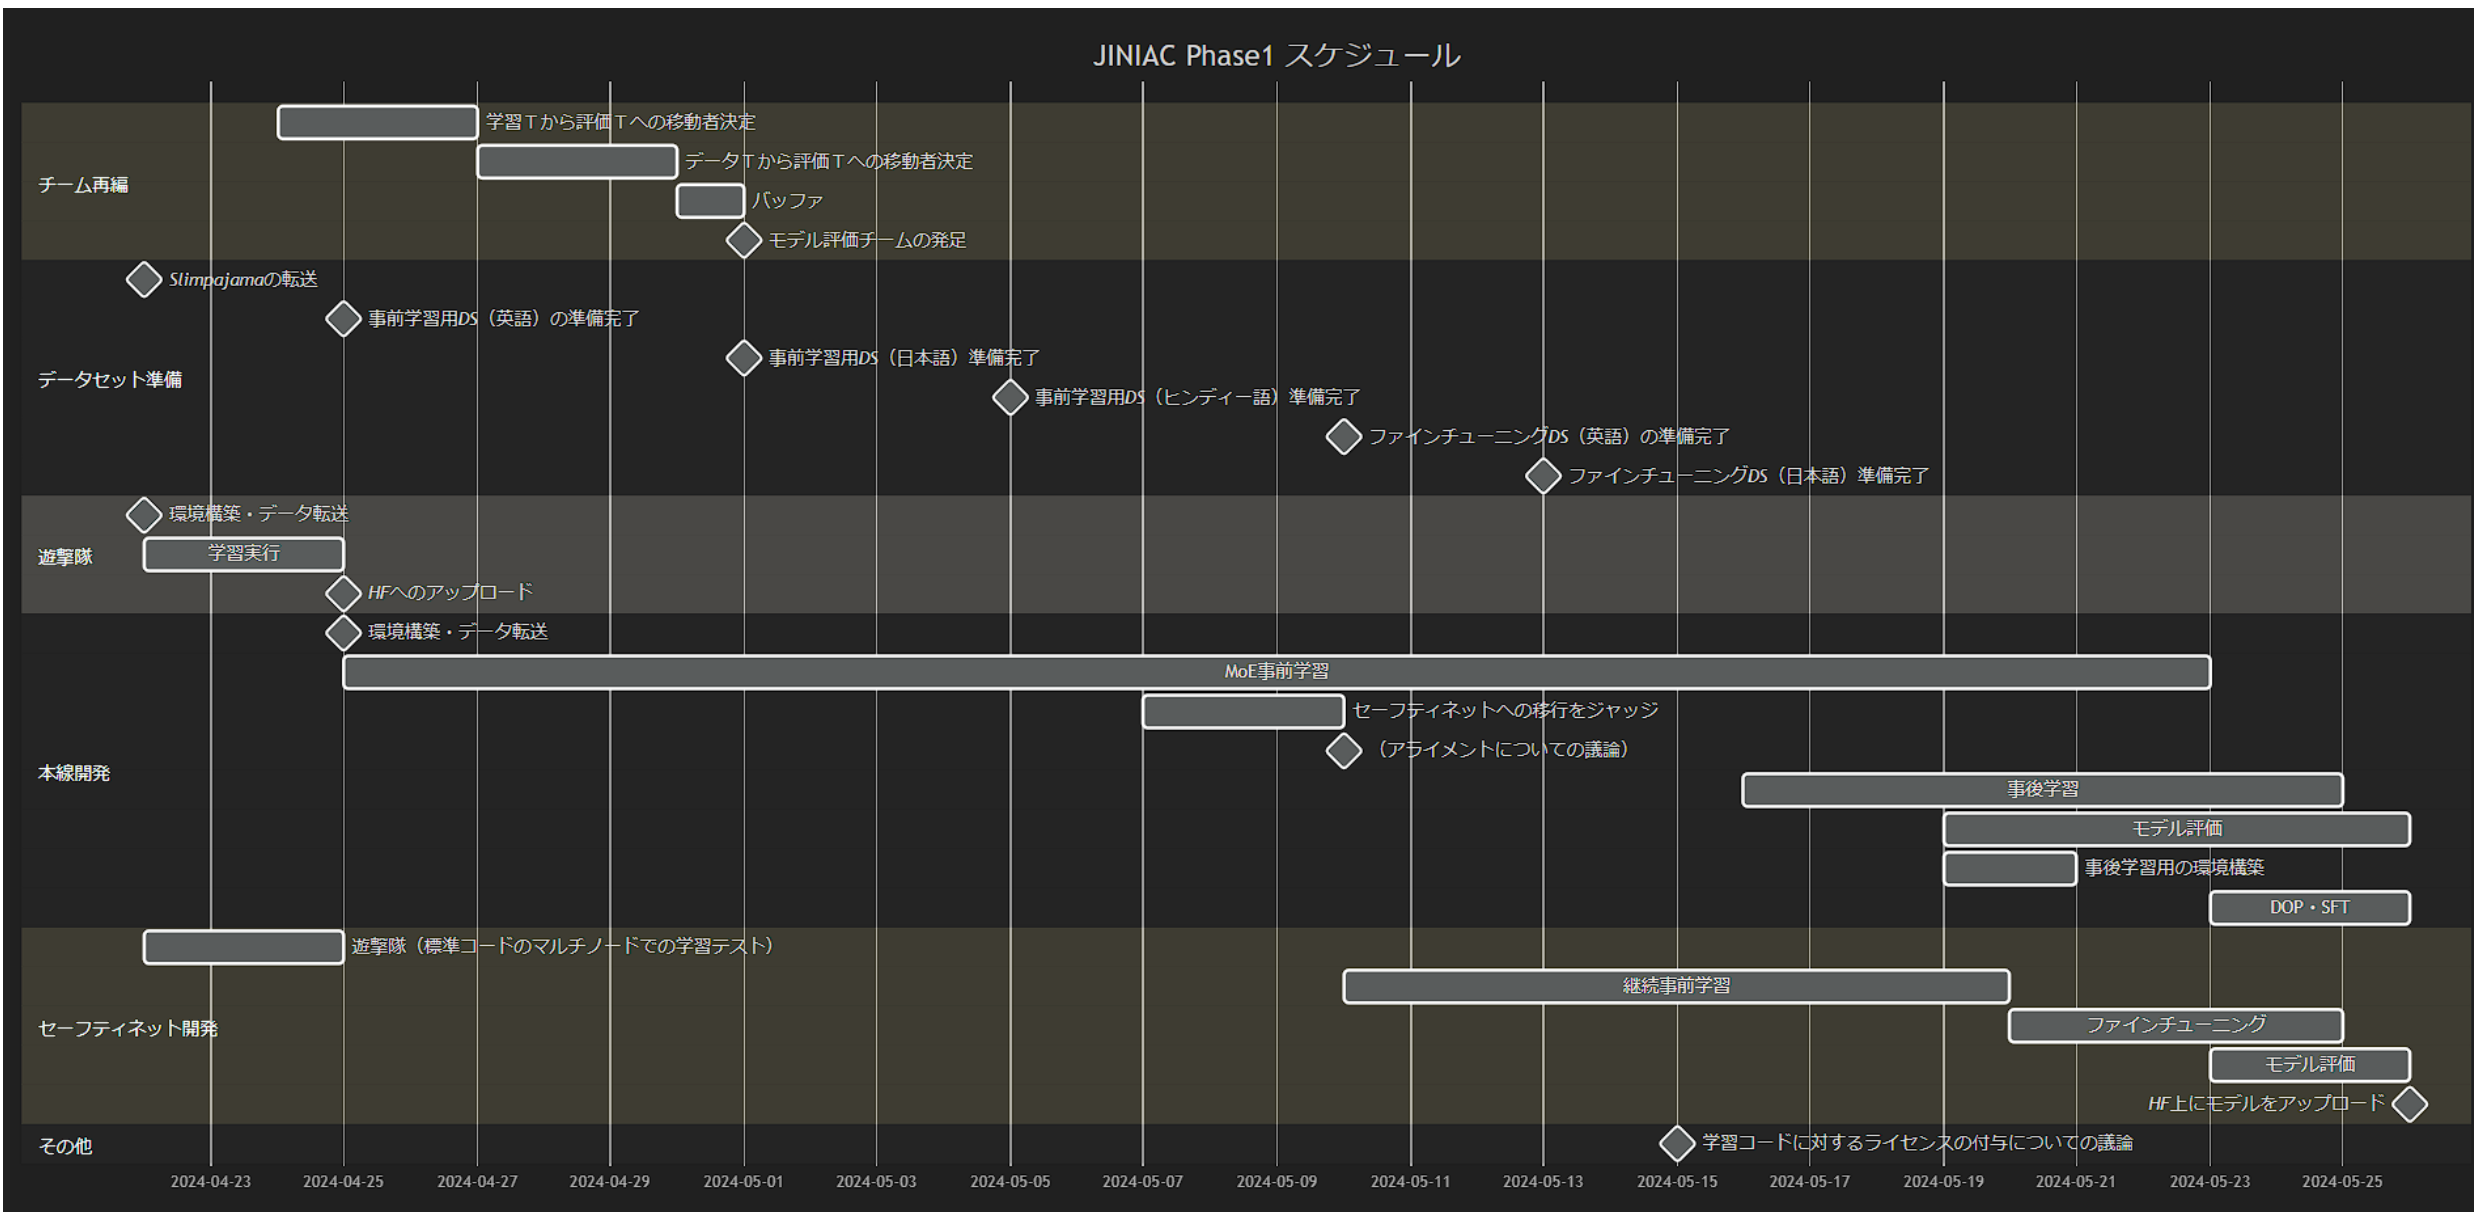 JINIAC Phase1 スケジュール
チーム再編
学習Ｔから評価Ｔへの移動者決定
データＴから評価Ｔへの移動者決定
バッファ
モデル評価チームの発足
データセット準備
Slimpajamaの転送
事前学習用DS（英語）の準備完了
事前学習用DS（日本語）準備完了
事前学習用DS（ヒンディー語）準備完了
ファインチューニングDS（英語）の準備完了
ファインチューニングDS（日本語）準備完了
遊撃隊
環境構築・データ転送
学習実行
HFへのアップロード
本線開発
環境構築・データ転送
MoE事前学習
セーフティネットへの移行をジャッジ
（アライメントについての議論）
事後学習
モデル評価
事後学習用の環境構築
DOP・SFT
セーフティネット開発
遊撃隊（標準コードのマルチノードでの学習テスト）
継続事前学習
ファインチューニング
モデル評価
HF上にモデルをアップロード
その他
学習コードに対するライセンスの付与についての議論
2024-04-23 2024-04-25 2024-04-27 2024-04-29 2024-05-01 2024-05-03 2024-05-05 2024-05-07 2024-05-09 2024-05-11 2024-05-13 2024-05-15 2024-05-17 2024-05-19 2024-05-21 2024-05-23 2024-05-25